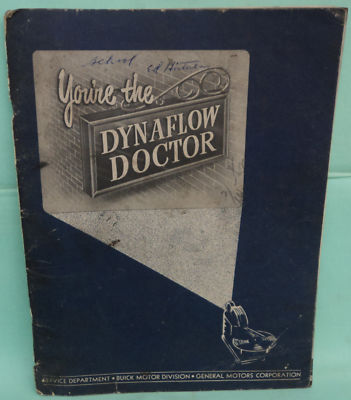 school
You're the
DYNAFLOW
DOCTOR
SERVICE DEPARTMENT • BUICK MOTOR DIVISION • GENERAL MOTORS CORPORATION